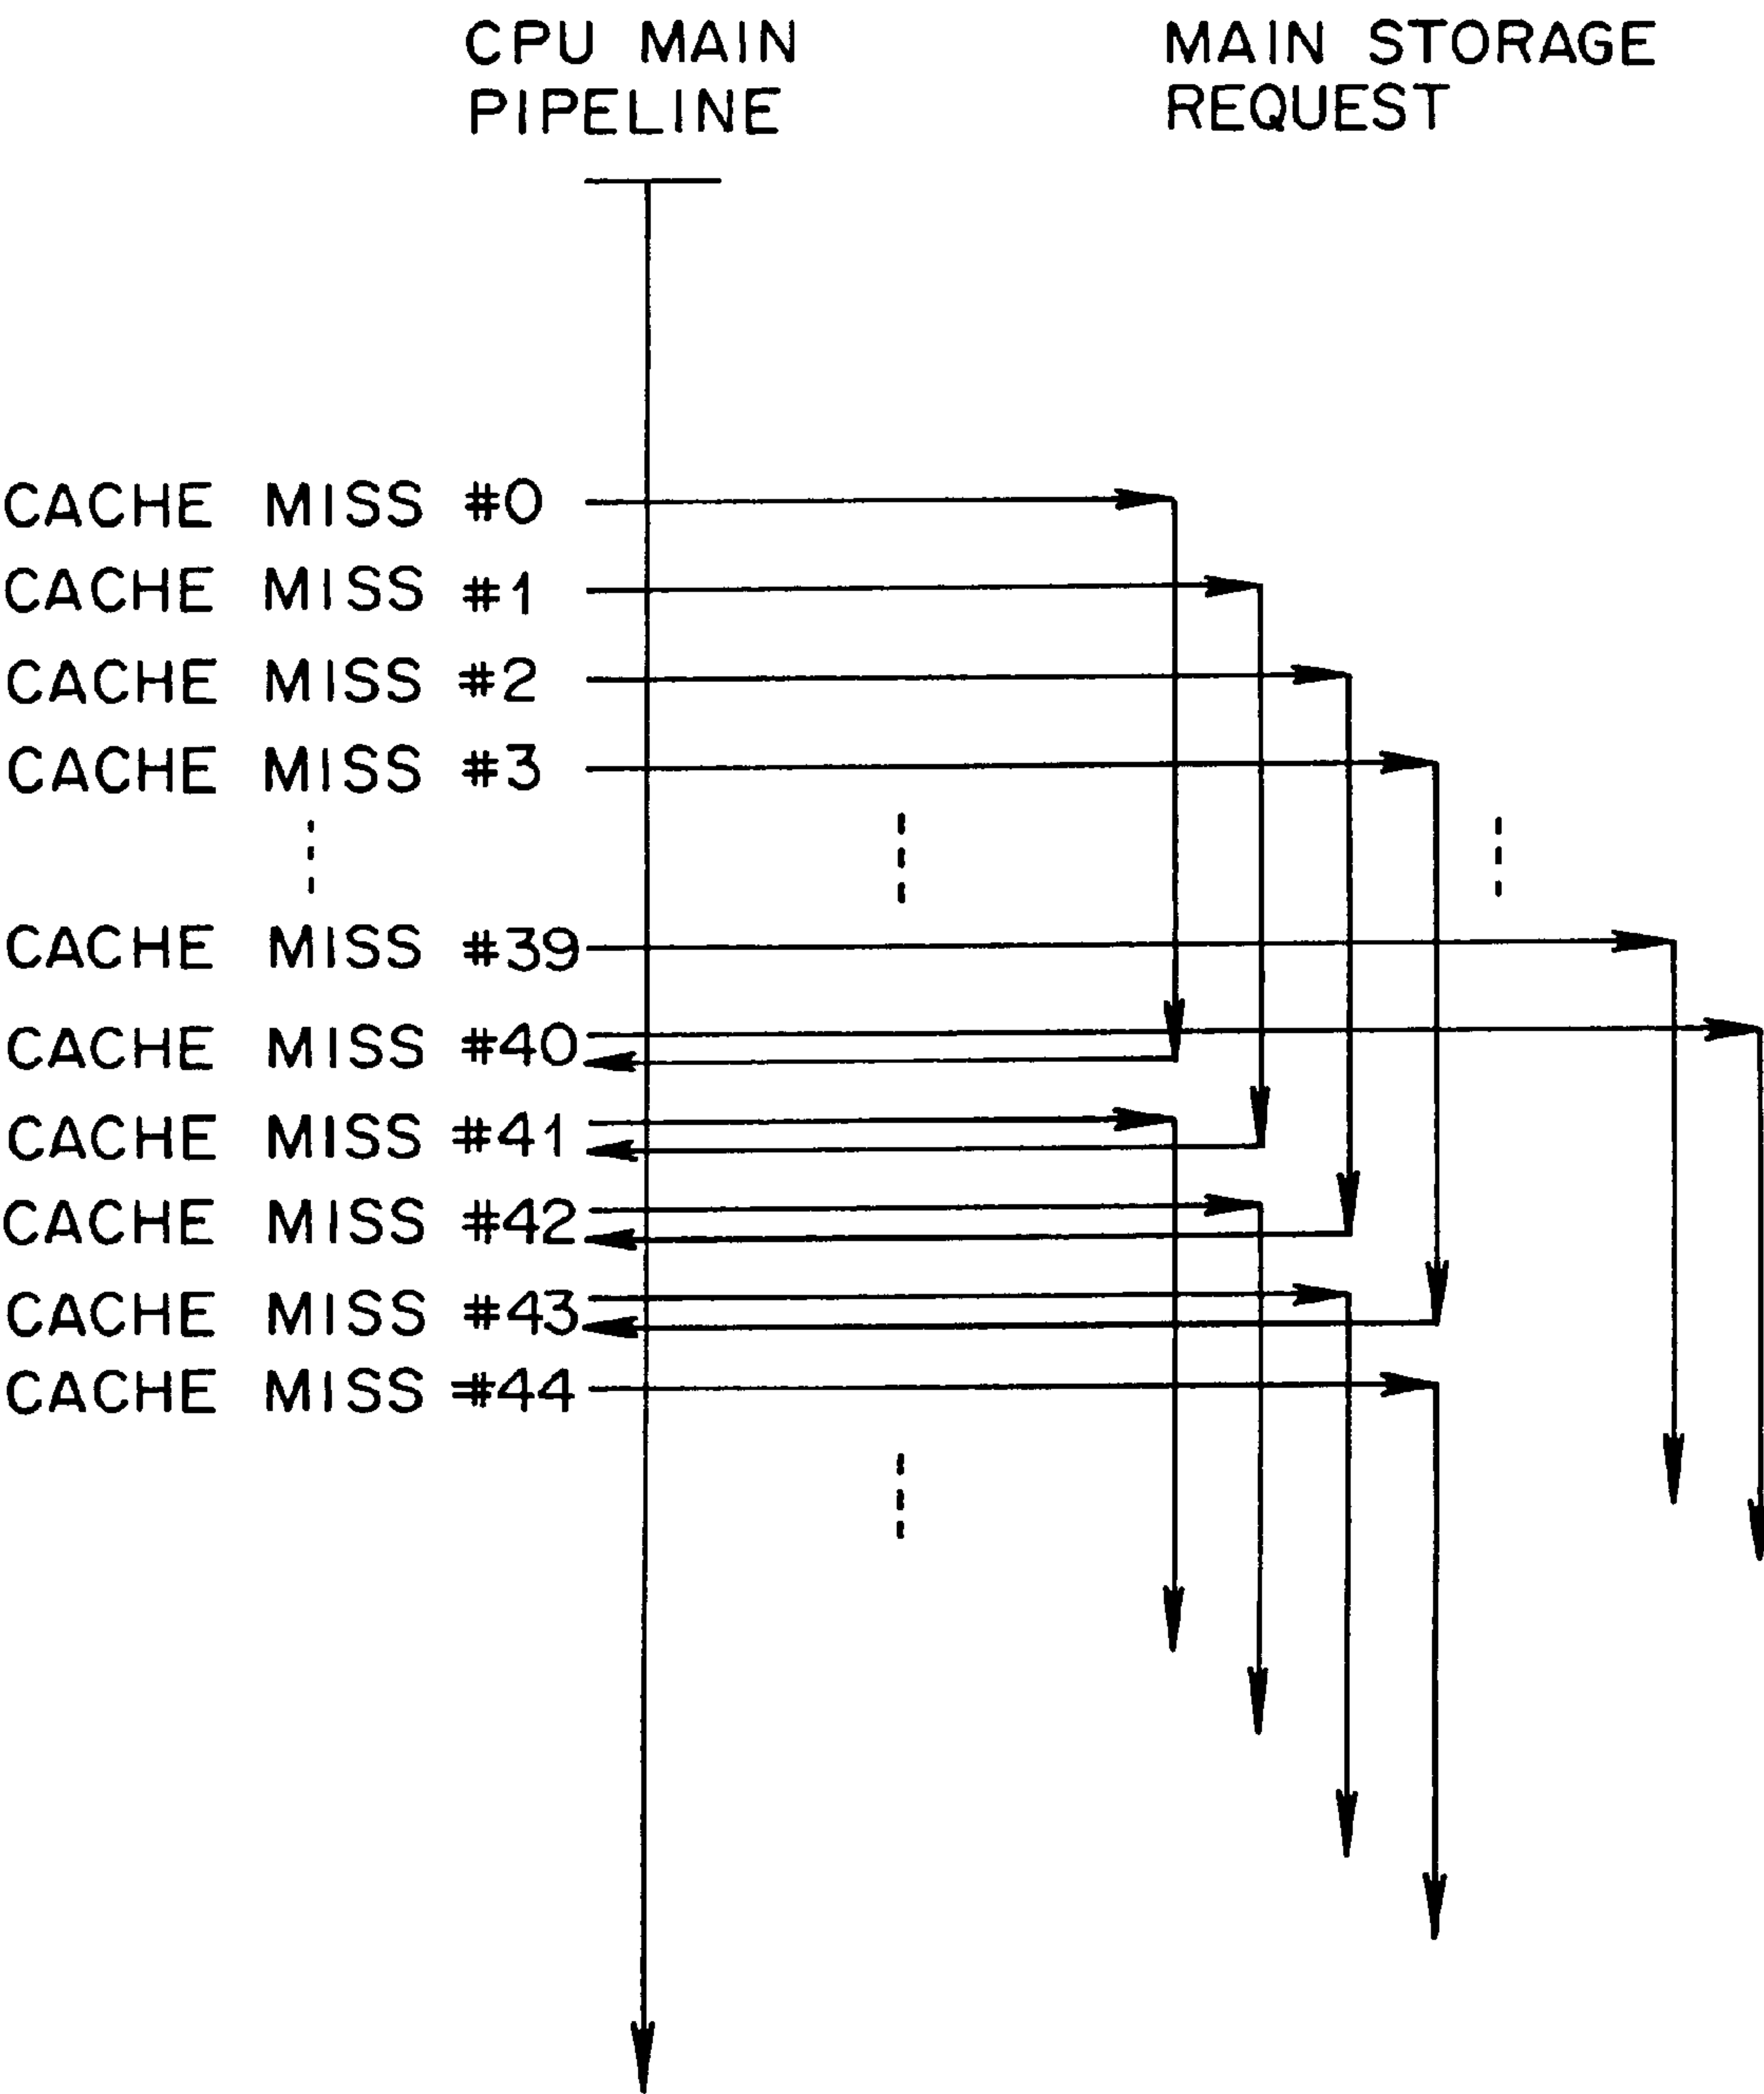 CPU MAIN
PIPELINE
MAIN STORAGE
REQUEST
CACHE MISS #0
CACHE MISS #1
CACHE MISS #2
CACHE MISS #3
CACHE MISS #39
CACHE MISS #40
CACHE MISS #41
CACHE MISS #42
CACHE MISS #43
CACHE MISS #44